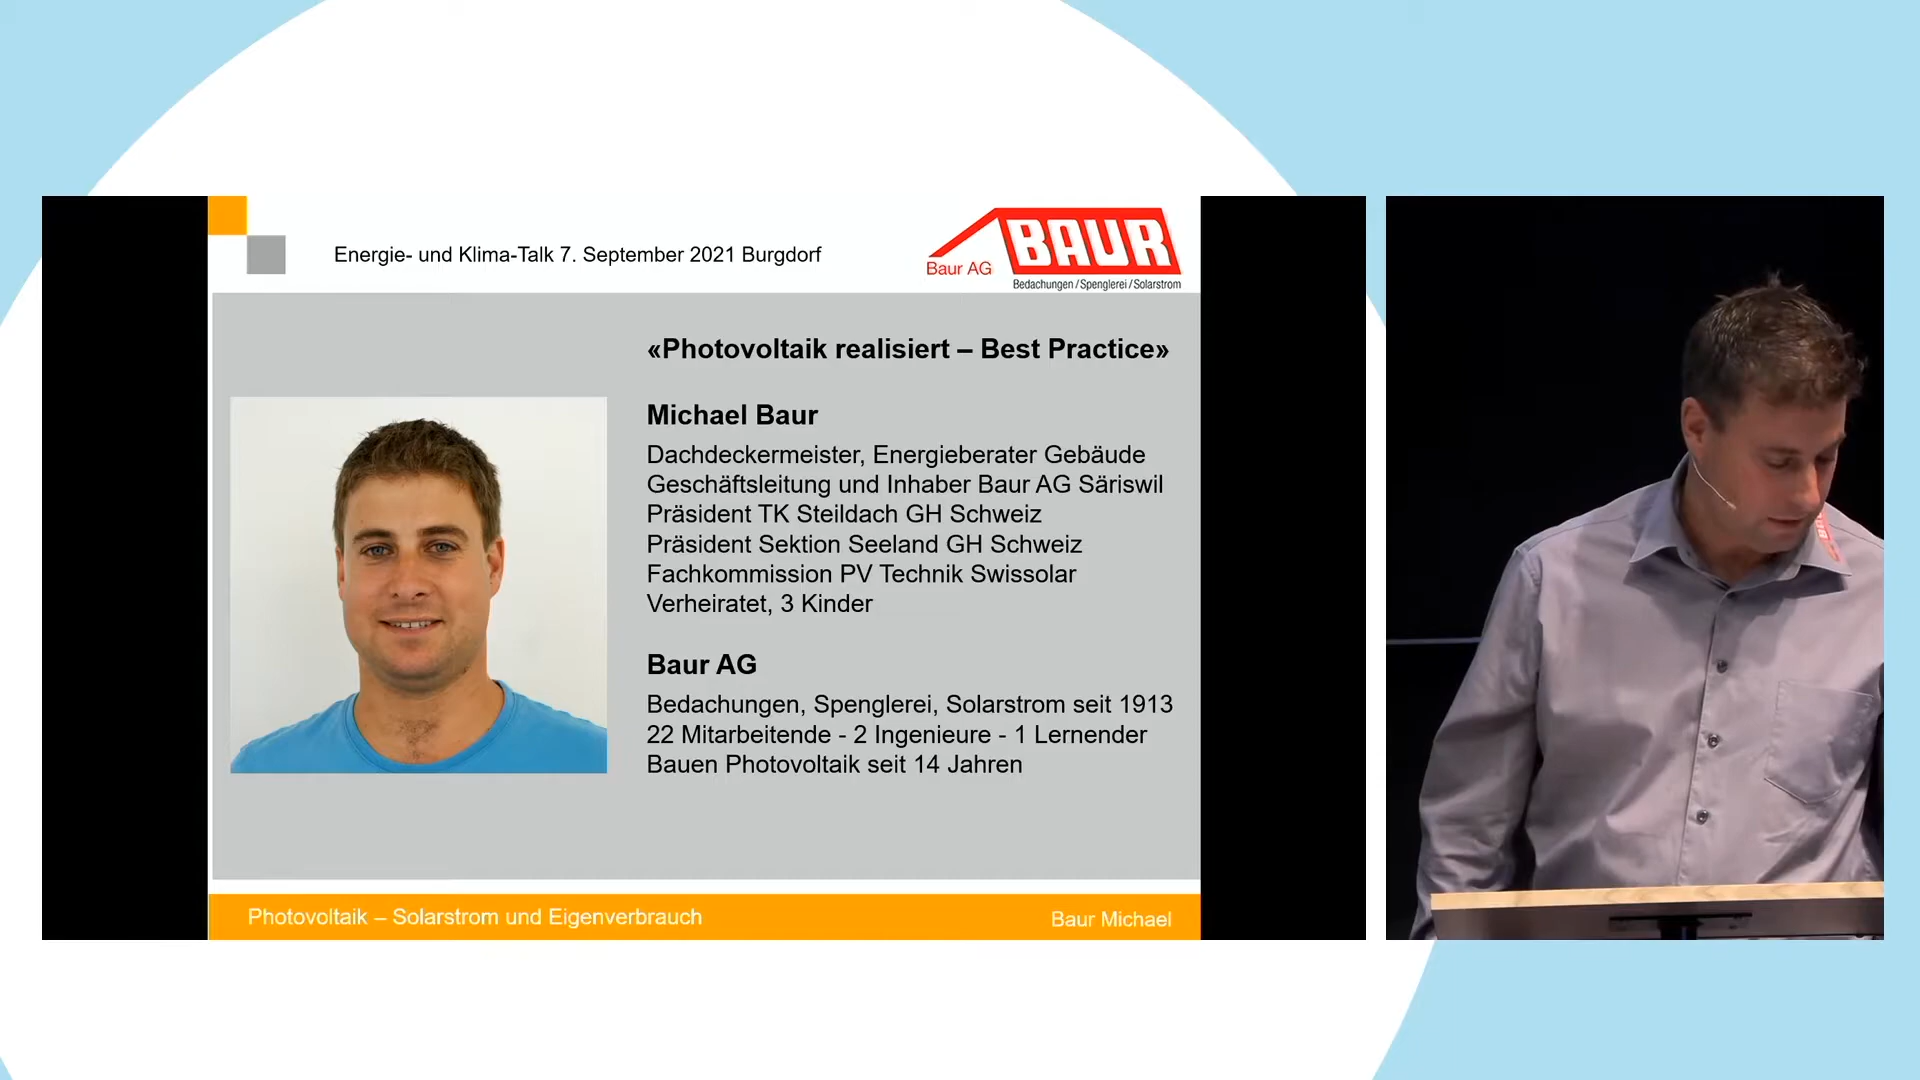 Energie- und Klima-Talk 7. September 2021 Burgdorf
BAUR
Baur AG
Bedachungen / Spenglerei / Solarstrom
«Photovoltaik realisiert – Best Practice»
Michael Baur
Dachdeckermeister, Energieberater Gebäude
Geschäftsleitung und Inhaber Baur AG Säriswil
Präsident TK Steildach GH Schweiz
Präsident Sektion Seeland GH Schweiz
Fachkommission PV Technik Swissolar
Verheiratet, 3 Kinder
Baur AG
Bedachungen, Spenglerei, Solarstrom seit 1913
22 Mitarbeitende - 2 Ingenieure - 1 Lernender
Bauen Photovoltaik seit 14 Jahren
Photovoltaik – Solarstrom und Eigenverbrauch
Baur Michael